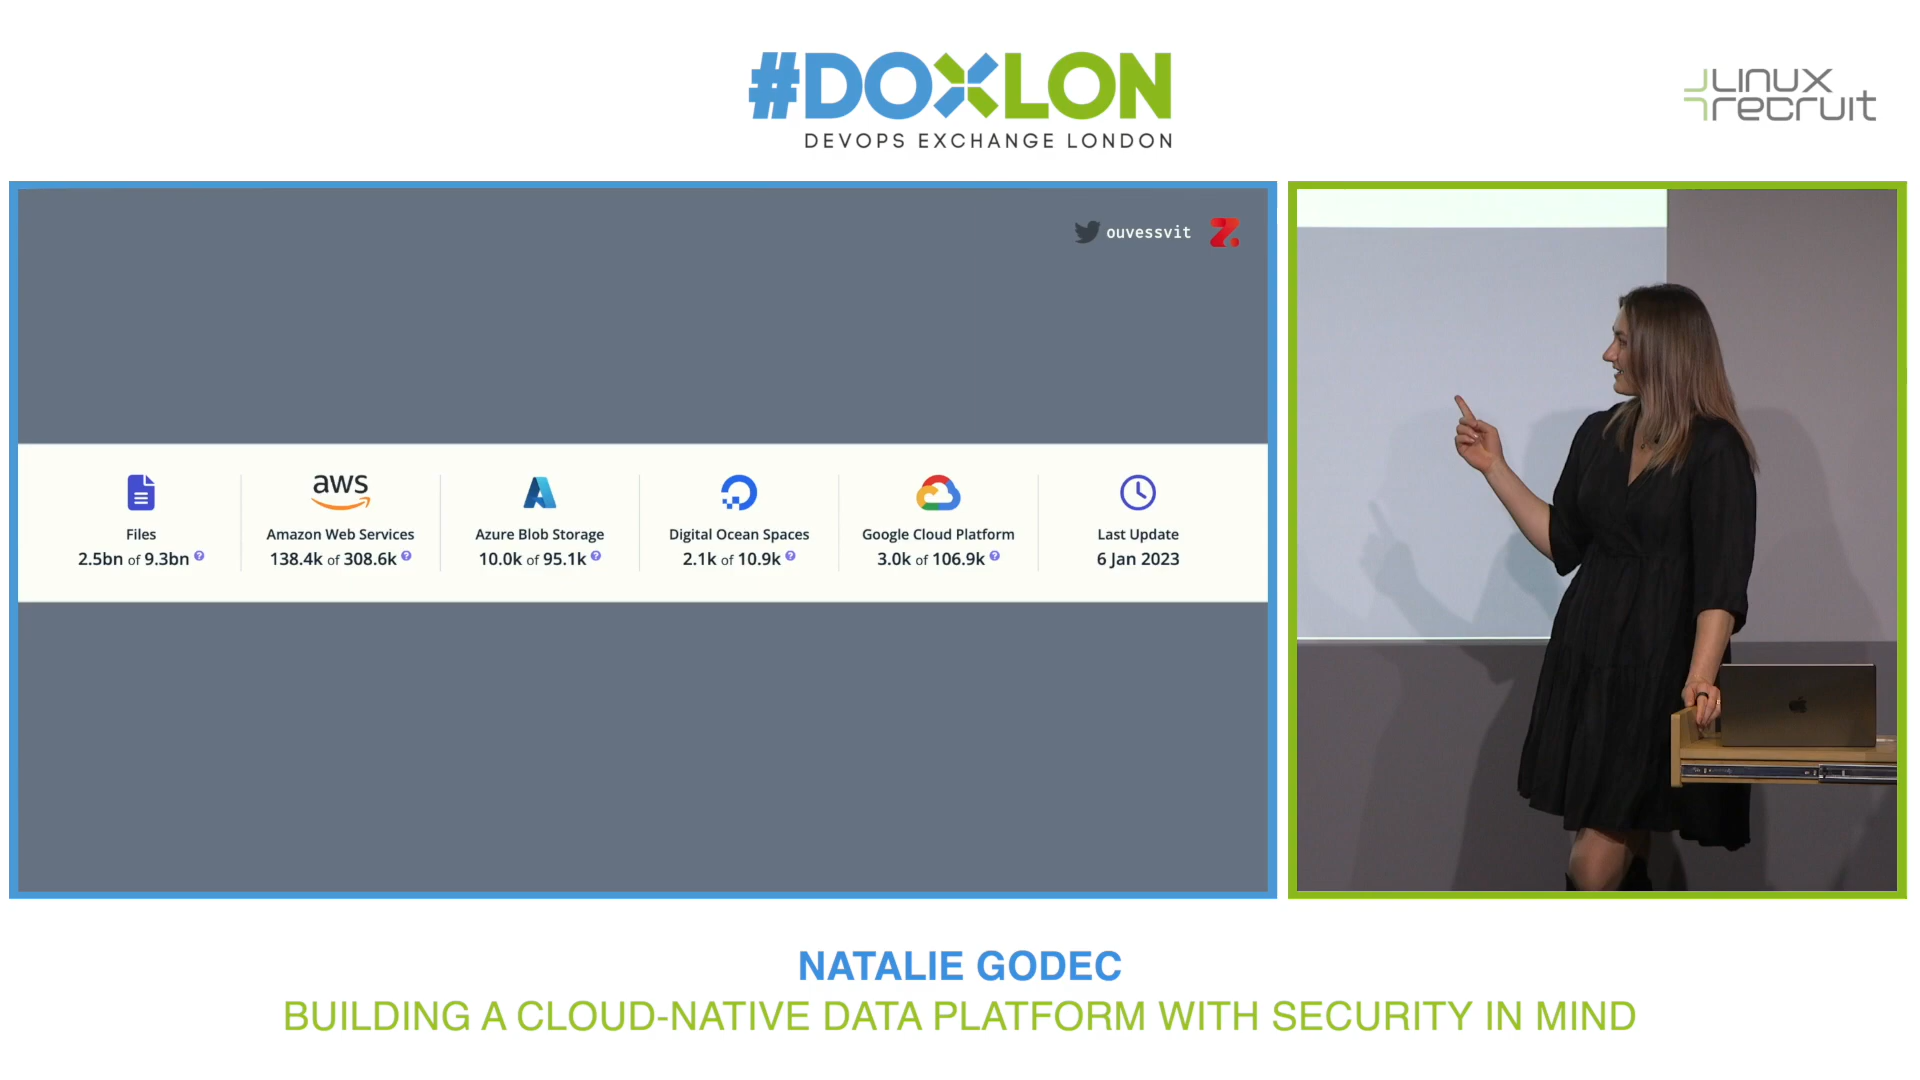 #DOXLON
DEVOPS EXCHANGE LONDON
LINUX
recruit
ouvessvit
Z.
aws
Files
2.5bn of 9.3bn ?
Amazon Web Services
138.4k of 308.6k ?
Azure Blob Storage
10.0k of 95.1k ?
Digital Ocean Spaces
2.1k of 10.9k ?
Google Cloud Platform
3.0k of 106.9k ?
Last Update
6 Jan 2023
NATALIE GODEC
BUILDING A CLOUD-NATIVE DATA PLATFORM WITH SECURITY IN MIND